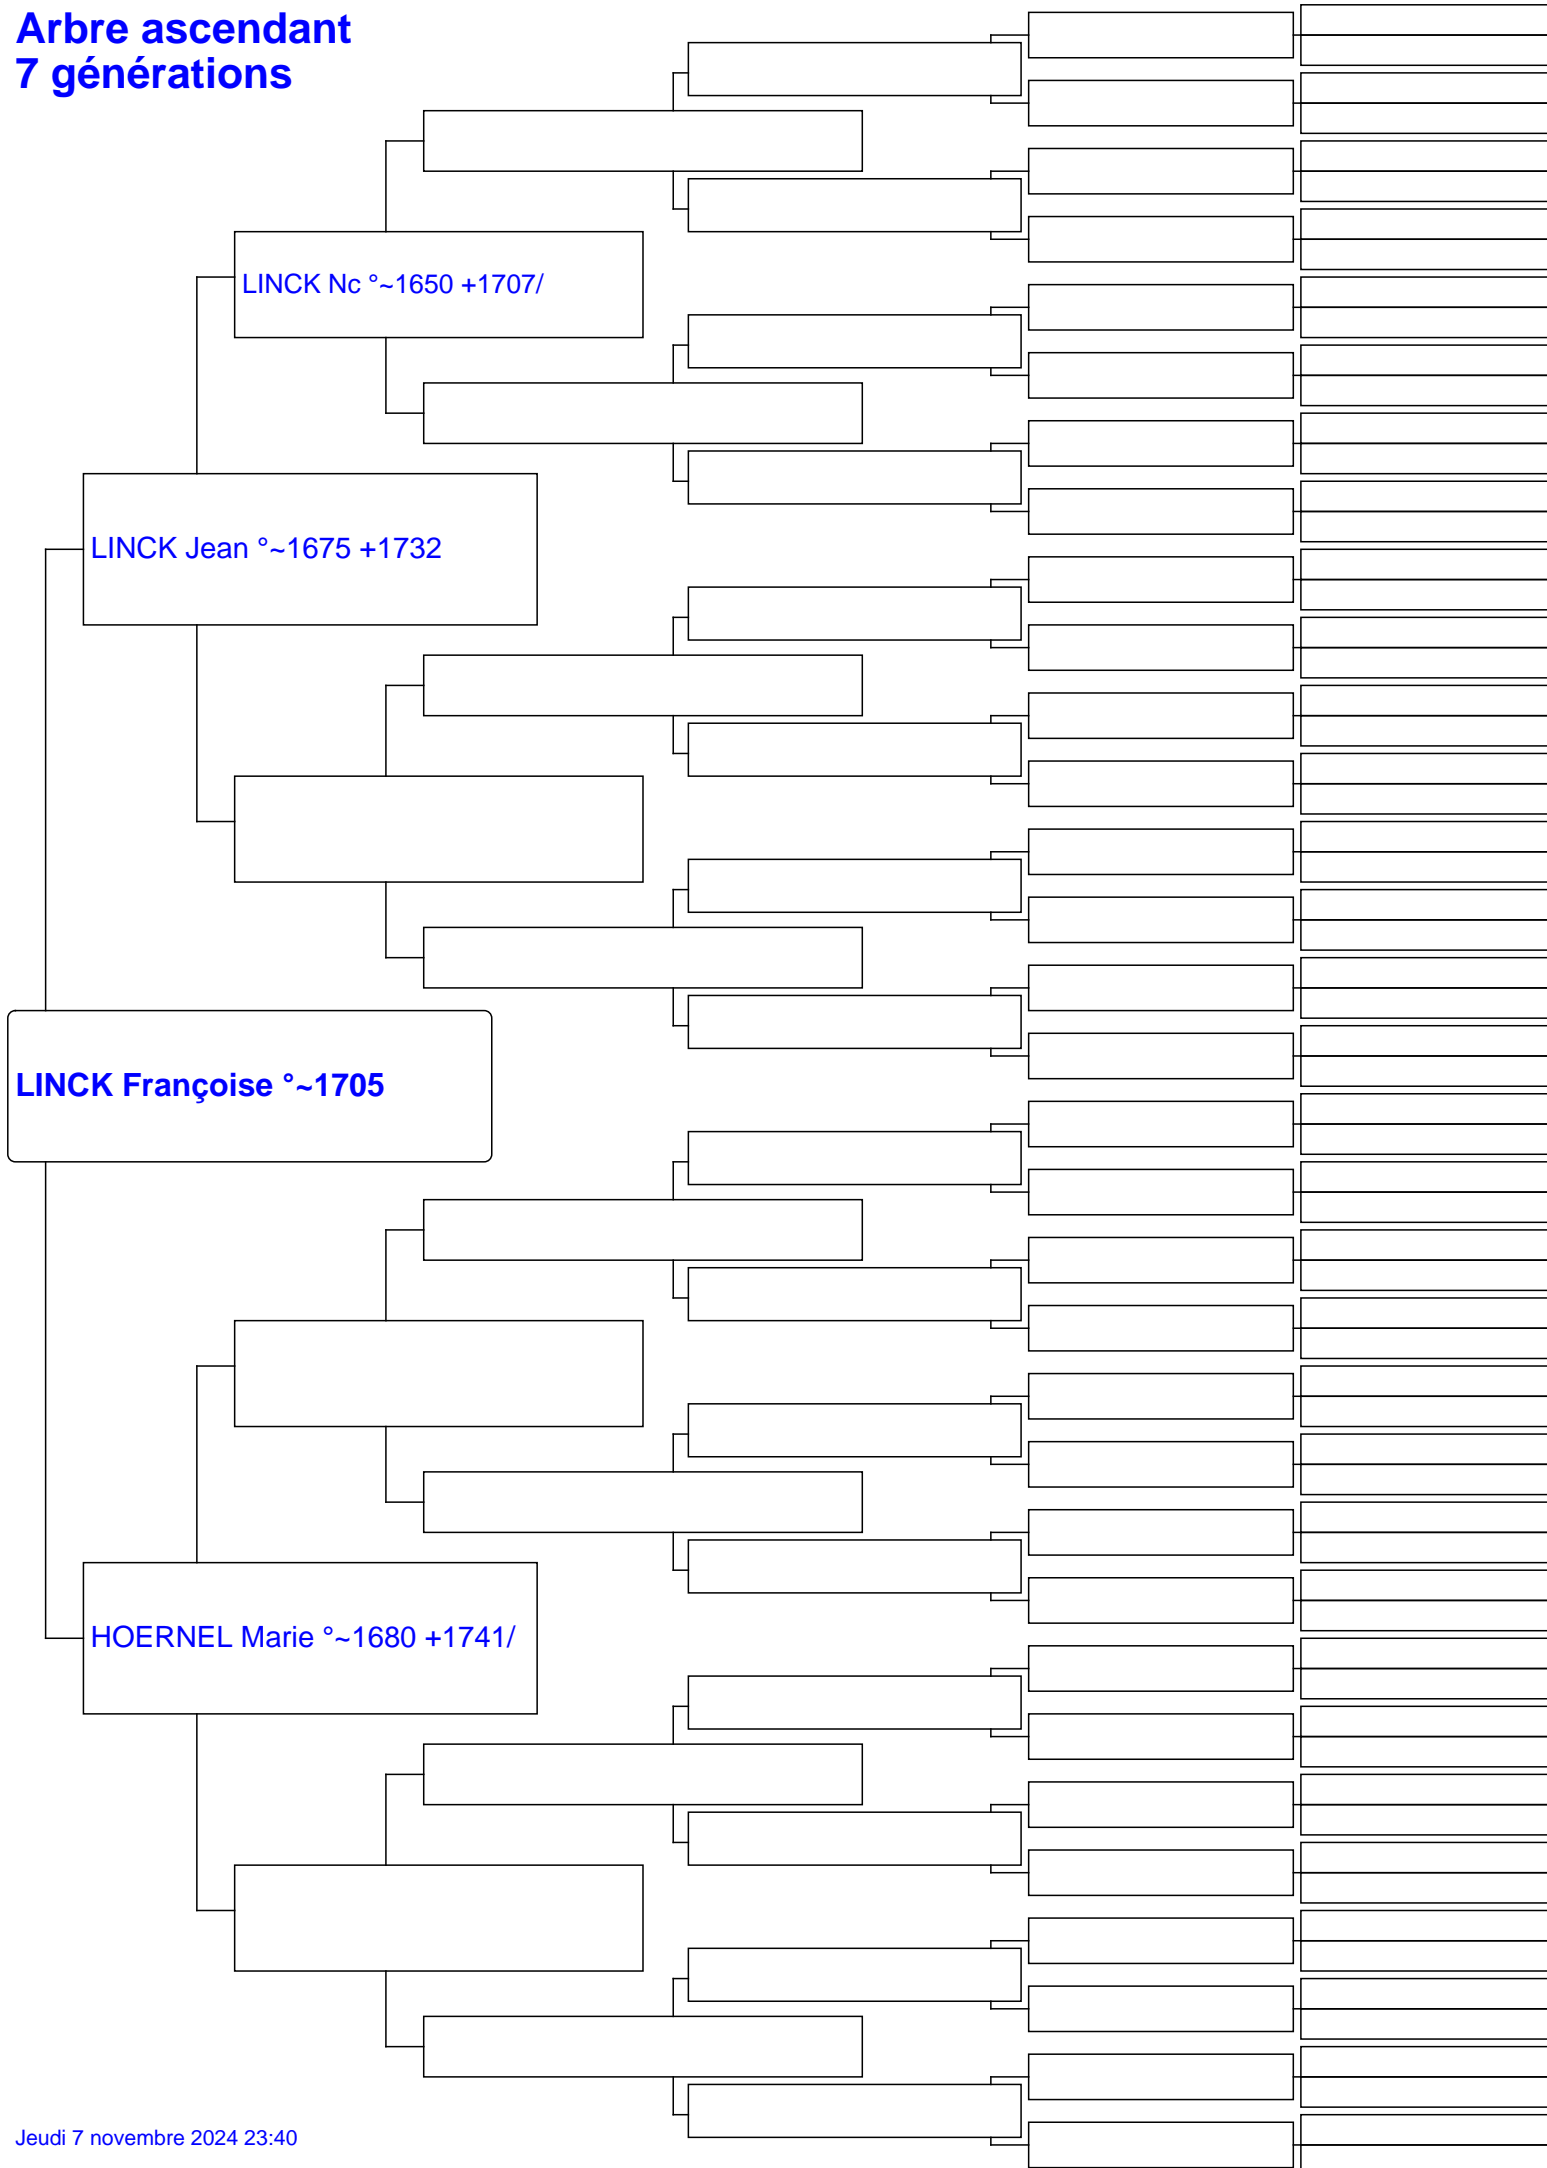 Arbre ascendant
7 générations
LINCK Nc °~1650 +1707/
LINCK Jean °~1675 +1732
LINCK Françoise °~1705
HOERNEL Marie °~1680 +1741/
Jeudi 7 novembre 2024 23:40